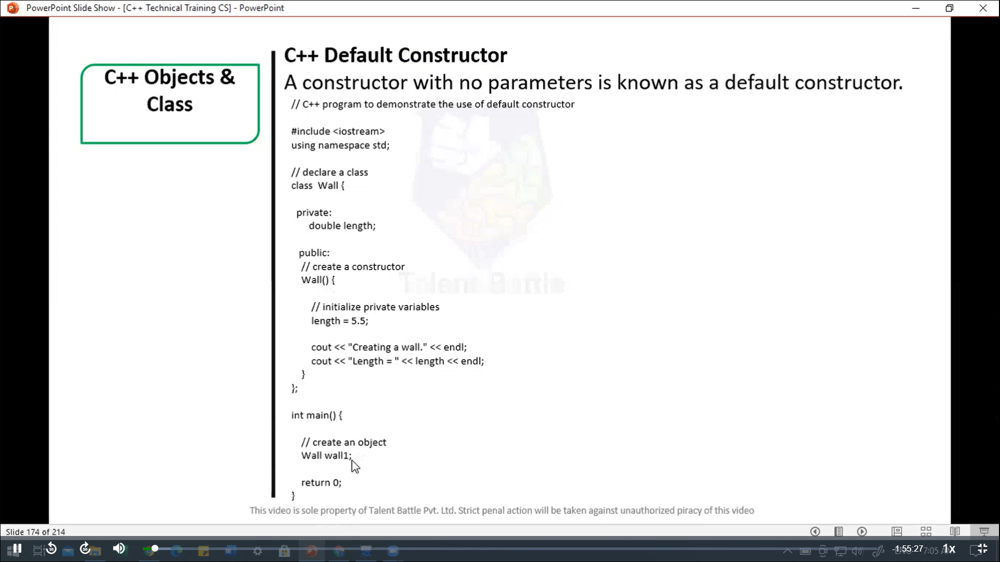 PowerPoint Slide Show - [C++ Technical Training CS] - PowerPoint
C++ Objects &
Class
C++ Default Constructor
A constructor with no parameters is known as a default constructor.
// C++ program to demonstrate the use of default constructor
#include <iostream>
using namespace std;
// declare a class
class  Wall {
private:
double length;
public:
// create a constructor
Wall() {
// initialize private variables
length = 5.5;
cout << "Creating a wall." << endl;
cout << "Length = " << length << endl;
}
};
int main() {
// create an object
Wall wall1;
return 0;
}
Talent Battle
This video is sole property of Talent Battle Pvt. Ltd. Strict penal action will be taken against unauthorized piracy of this video
Slide 174 of 214
10
30
-1:55:27
1x
7:05 AM